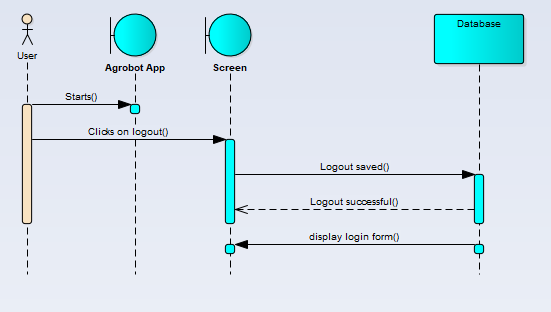 Database
User
Agrobot App
Screen
Starts()
Clicks on logout()
Logout saved()
Logout successful()
display login form()